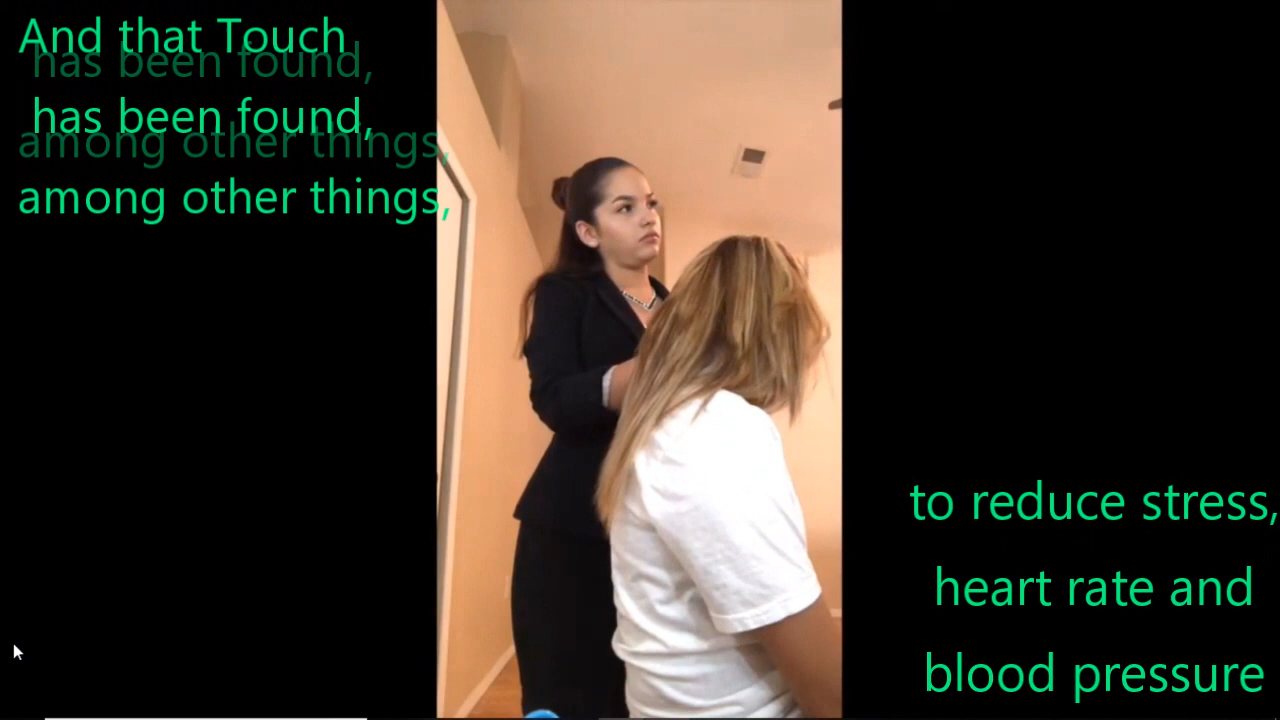 And that Touch
has been found,
has been found,
among other things,
among other things,
to reduce stress,
heart rate and
blood pressure